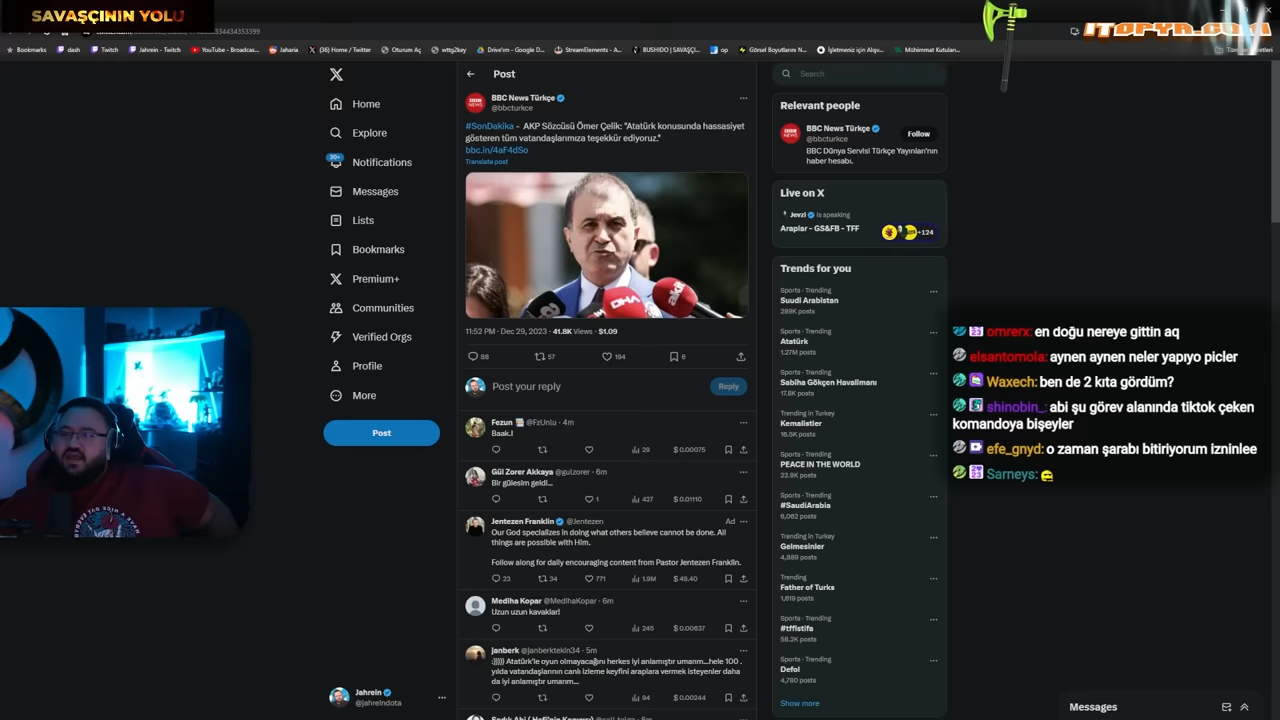 SAVAŞÇININ YOLU
ITOPYA.COM
Bookmarks
dash
Twitch
Jahrein - Twitch
YouTube - Broadcas...
Jaharia
(36) Home / Twitter
Oturum Aç
wttg2key
Drive'ım - Google D...
StreamElements - A...
BUSHIDO | SAVAŞÇ...
op
Görsel Boyutlarını N...
İşletmeniz için Alışv...
Mühimmat Kutuları...
Home
Explore
20+
Notifications
Messages
Lists
Bookmarks
Premium+
Communities
Verified Orgs
Profile
More
Post
Jahrein
@jahreindota
Post
BBC News Türkçe
@bbcturkce
#SonDakika - AKP Sözcüsü Ömer Çelik: "Atatürk konusunda hassasiyet
gösteren tüm vatandaşlarımıza teşekkür ediyoruz."
bbc.in/4aF4dSo
Translate post
DHA
akit
11:52 PM · Dec 29, 2023 · 41.8K Views · $1.09
68
57
194
6
Post your reply
Reply
Fezun @FzUnlu · 4m
Baak.!
29
$ 0.00075
Gül Zorer Akkaya @gulzorer · 6m
Bir gülesim geldi...
1
427
$ 0.01110
Jentezen Franklin @Jentezen
Ad
Our God specializes in doing what others believe cannot be done. All
things are possible with Him.
Follow along for daily encouraging content from Pastor Jentezen Franklin.
23
34
771
1.9M
$ 49.40
Mediha Kopar @MedihaKopar · 6m
Uzun uzun kavaklar!
245
$ 0.00637
janberk @janberktekin34 · 5m
:))))) Atatürk'le oyun olmayacağını herkes iyi anlamıştır umarım...hele 100 .
yılda vatandaşlarının canlı izleme keyfini araplara vermek isteyenler daha
da iyi anlamıştır umarım...
94
$ 0.00244
Search
Relevant people
BBC News Türkçe
@bbcturkce
Follow
BBC Dünya Servisi Türkçe Yayınları'nın
haber hesabı.
Live on X
Jevzi is speaking
Araplar - GS&FB - TFF
+124
Trends for you
Sports · Trending
Suudi Arabistan
299K posts
Sports · Trending
Atatürk
1.27M posts
Sports · Trending
Sabiha Gökçen Havalimanı
17.8K posts
Trending in Turkey
Kemalistler
16.5K posts
Sports · Trending
PEACE IN THE WORLD
22.9K posts
Sports · Trending
#SaudiArabia
6,062 posts
Trending in Turkey
Gelmesinler
4,889 posts
Trending
Father of Turks
1,619 posts
Sports · Trending
#tffistifa
58.2K posts
Sports · Trending
Defol
4,780 posts
Show more
Messages
omrerx: en doğu nereye gittin aq
elsantomola: aynen aynen neler yapıyo picler
Waxech: ben de 2 kıta gördüm?
shinobin_: abi şu görev alanında tiktok çeken
komandoya bişeyler
efe_gnyd: o zaman şarabı bitiriyorum izninlee
Sarneys: